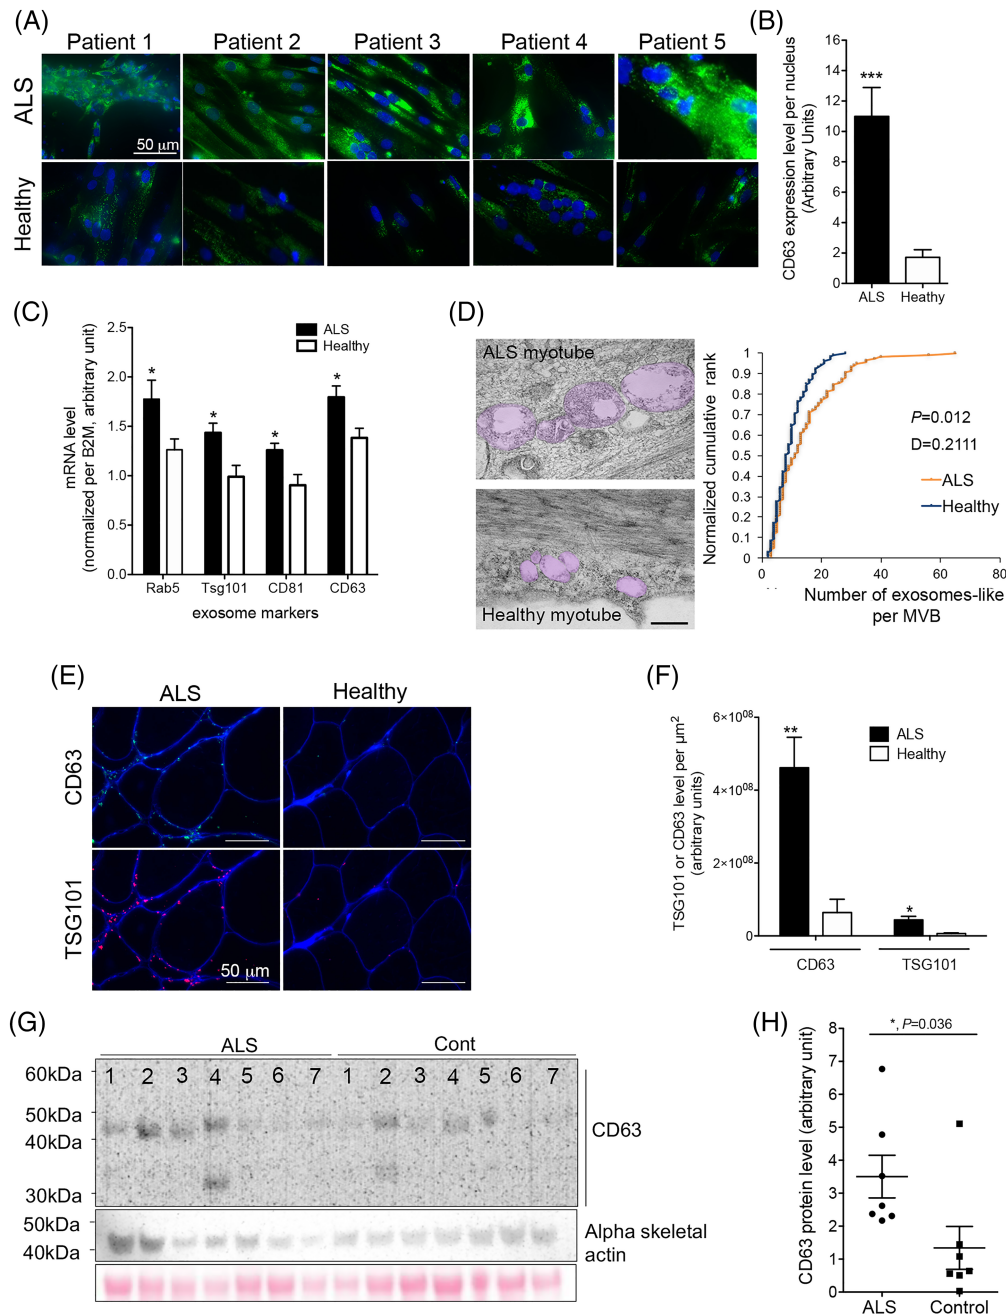 (A)
Patient 1 Patient 2 Patient 3 Patient 4 Patient 5
ALS
50 µm
Healthy
(B)
CD63 expression level per nucleus
(Arbitrary Units)
16
14
12
10
8
6
4
2
0
***
ALS Heathy
(C)
mRNA level
(normalized per B2M, arbitrary unit)
2.5
2.0
1.5
1.0
0.5
0.0
ALS
Healthy
* * * *
Rab5 Tsg101 CD81 CD63
exosome markers
(D)
ALS myotube
Healthy myotube
Normalized cumulative rank
1
0.9
0.8
0.7
0.6
0.5
0.4
0.3
0.2
0.1
0
P=0.012
D=0.2111
ALS
Healthy
0 20 40 60 80
Number of exosomes-like
per MVB
(E)
ALS Healthy
CD63
TSG101
50 µm
(F)
TSG101 or CD63 level per µm²
(arbitrary units)
6×10⁰⁸
4×10⁰⁸
2×10⁰⁸
0
ALS
Healthy
**
*
CD63 TSG101
(G)
ALS Cont
1 2 3 4 5 6 7 1 2 3 4 5 6 7
60kDa
50kDa
40kDa
30kDa
CD63
50kDa
40kDa
Alpha skeletal
actin
(H)
CD63 protein level (arbitrary unit)
8
7
6
5
4
3
2
1
0
*, P=0.036
ALS Control